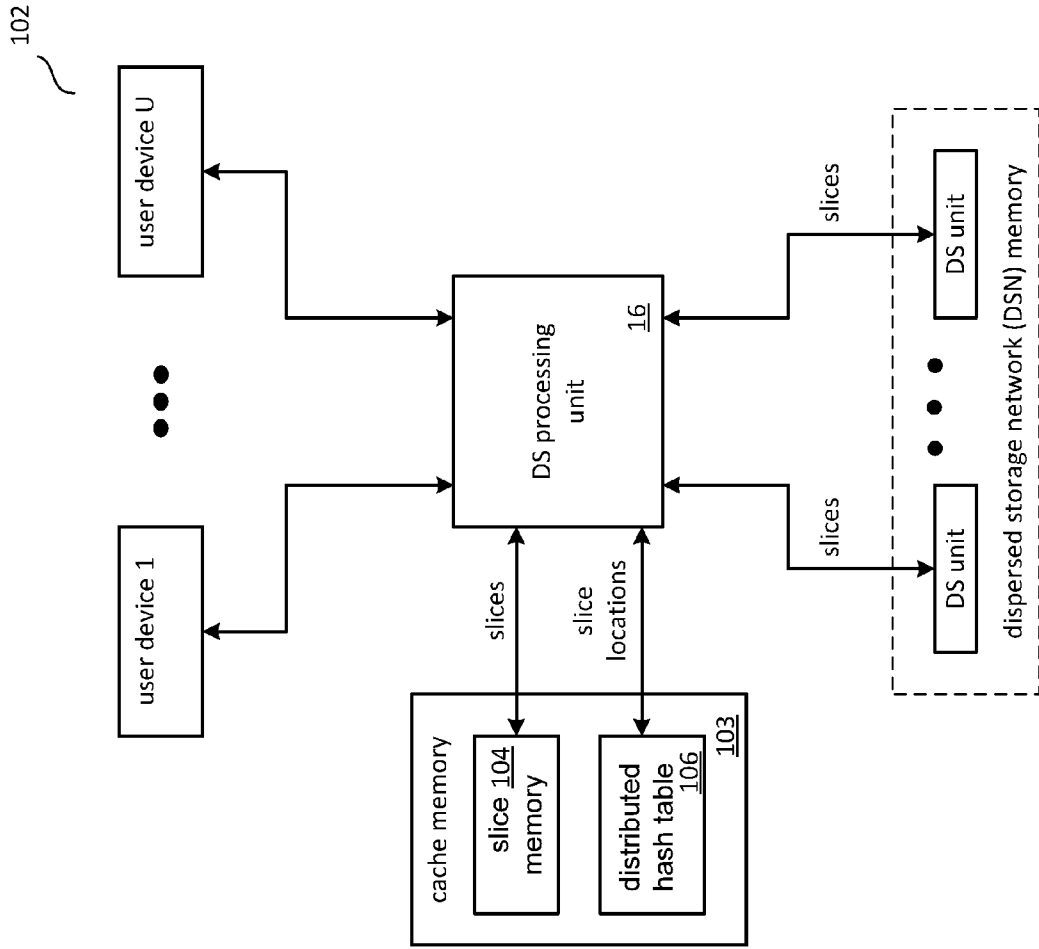 102
user device 1
user device U
cache memory
slice 104
memory
distributed
hash table
106
103
slices
slice
locations
DS processing
unit
16
slices
slices
DS unit
DS unit
dispersed storage network (DSN) memory